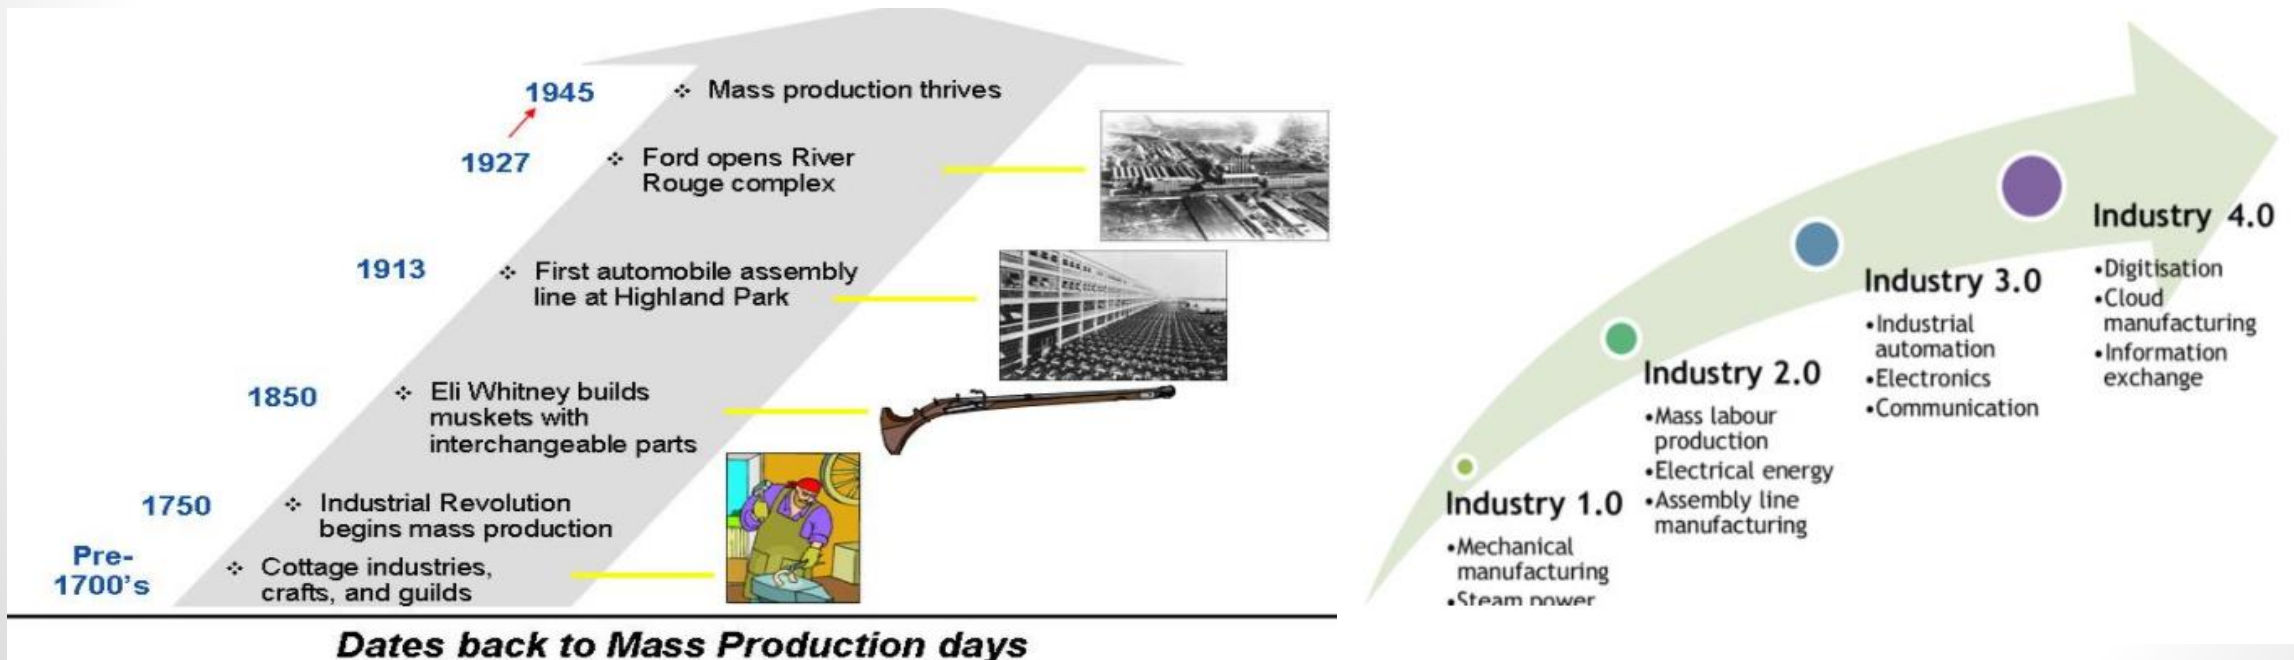 1945
❖ Mass production thrives
1927
❖ Ford opens River
Rouge complex
1913
❖ First automobile assembly
line at Highland Park
1850
❖ Eli Whitney builds
muskets with
interchangeable parts
1750
❖ Industrial Revolution
begins mass production
Pre-
1700's
❖ Cottage industries,
crafts, and guilds
Dates back to Mass Production days
Industry 1.0
•Mechanical
manufacturing
•Steam power
Industry 2.0
•Mass labour
production
•Electrical energy
•Assembly line
manufacturing
Industry 3.0
•Industrial
automation
•Electronics
•Communication
Industry 4.0
•Digitisation
•Cloud
manufacturing
•Information
exchange